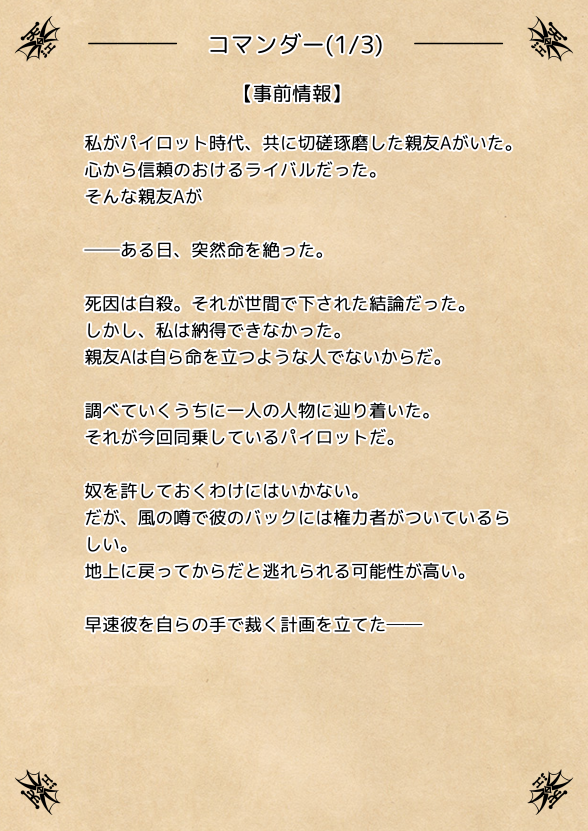 コマンダー(1/3)
【事前情報】
私がパイロット時代、共に切磋琢磨した親友Aがいた。
心から信頼のおけるライバルだった。
そんな親友Aが
――ある日、突然命を絶った。
死因は自殺。それが世間で下された結論だった。
しかし、私は納得できなかった。
親友Aは自ら命を立つような人でないからだ。
調べていくうちに一人の人物に辿り着いた。
それが今回同乗しているパイロットだ。
奴を許しておくわけにはいかない。
だが、風の噂で彼のバックには権力者がついているら
しい。
地上に戻ってからだと逃れられる可能性が高い。
早速彼を自らの手で裁く計画を立てた――